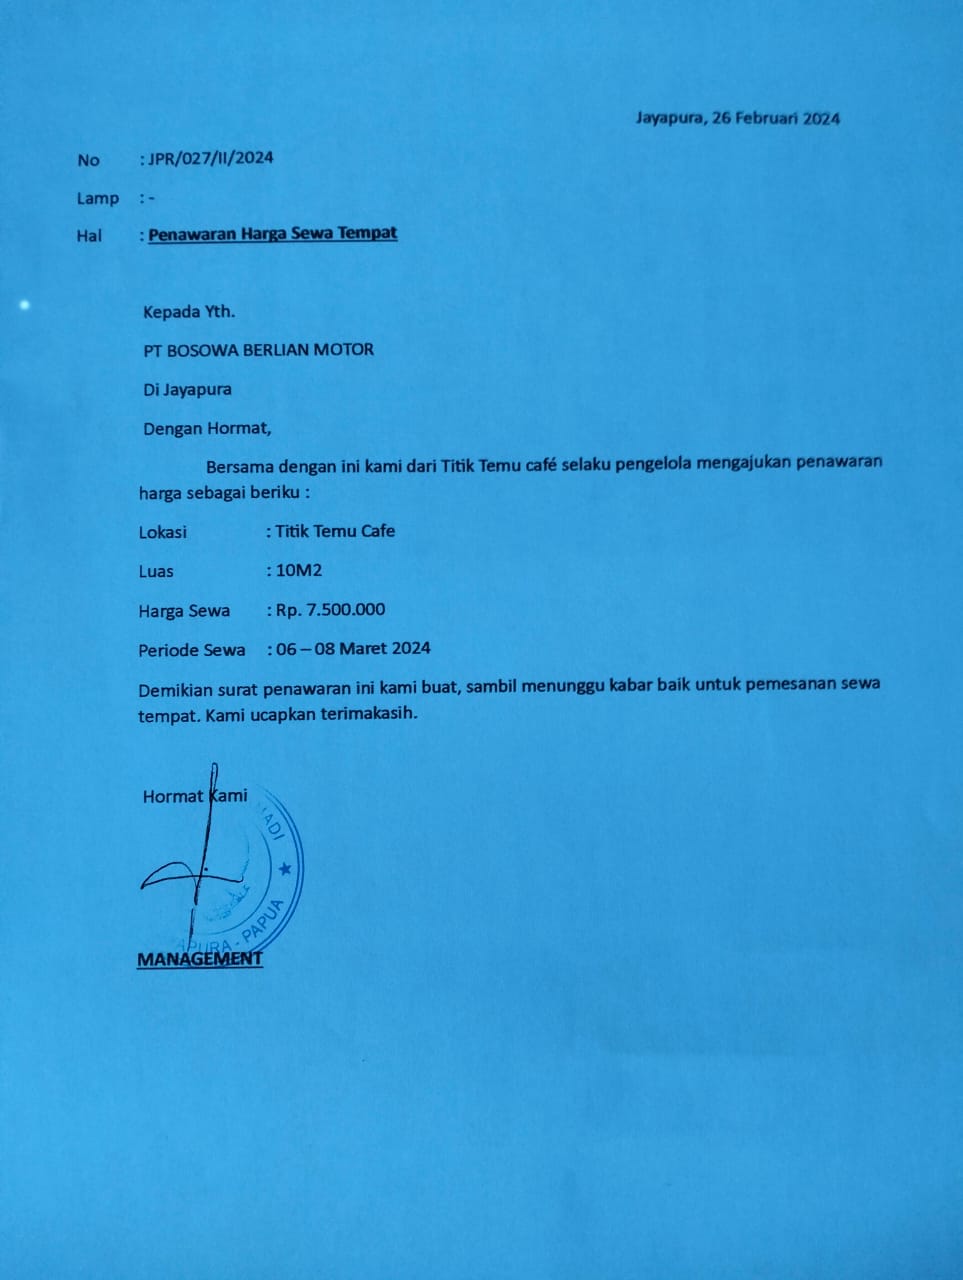 Jayapura, 26 Februari 2024
No : JPR/027/II/2024
Lamp : -
Hal : Penawaran Harga Sewa Tempat
Kepada Yth.
PT BOSOWA BERLIAN MOTOR
Di Jayapura
Dengan Hormat,
Bersama dengan ini kami dari Titik Temu café selaku pengelola mengajukan penawaran
harga sebagai beriku :
Lokasi : Titik Temu Cafe
Luas : 10M2
Harga Sewa : Rp. 7.500.000
Periode Sewa : 06 – 08 Maret 2024
Demikian surat penawaran ini kami buat, sambil menunggu kabar baik untuk pemesanan sewa
tempat. Kami ucapkan terimakasih.
Hormat Kami
APURA - PAPUA
MANAGEMENT